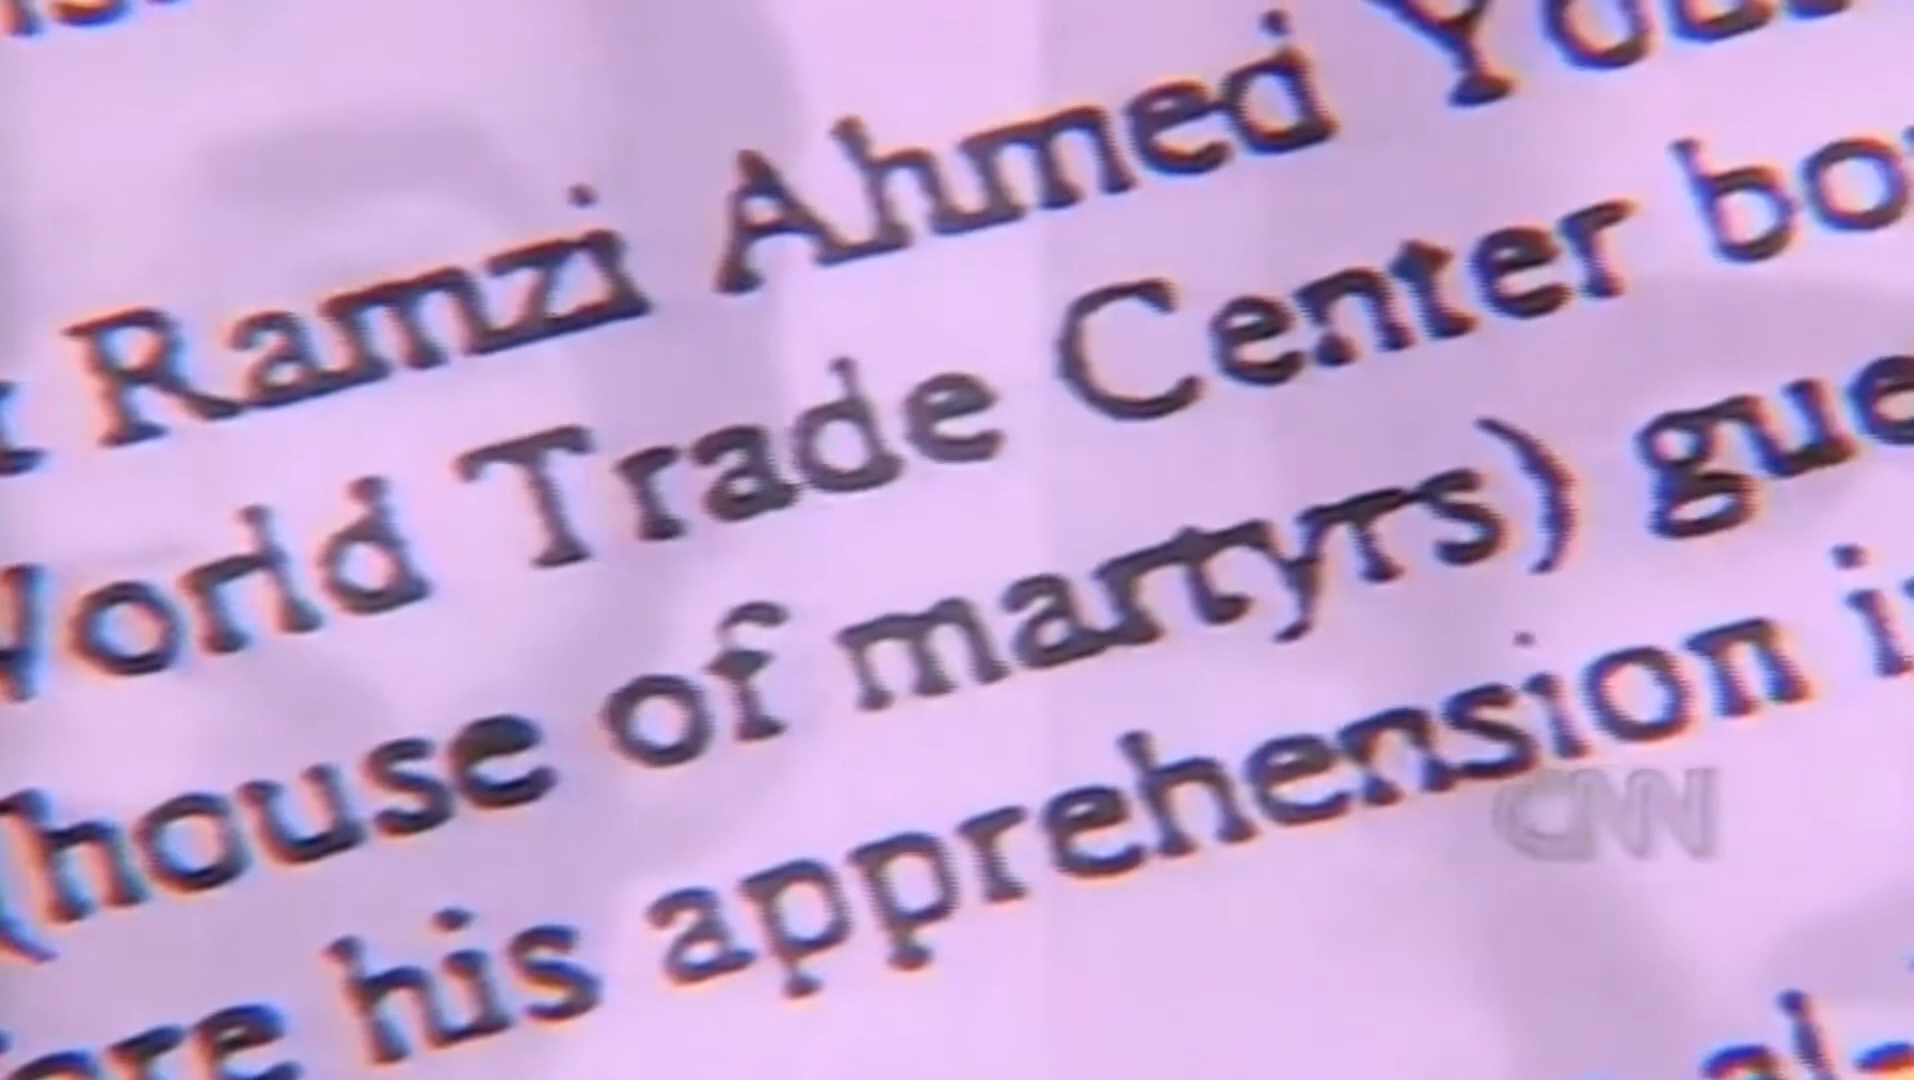 Ramzi Ahmed
World Trade Center
(house of martyrs)
his apprehension
CNN